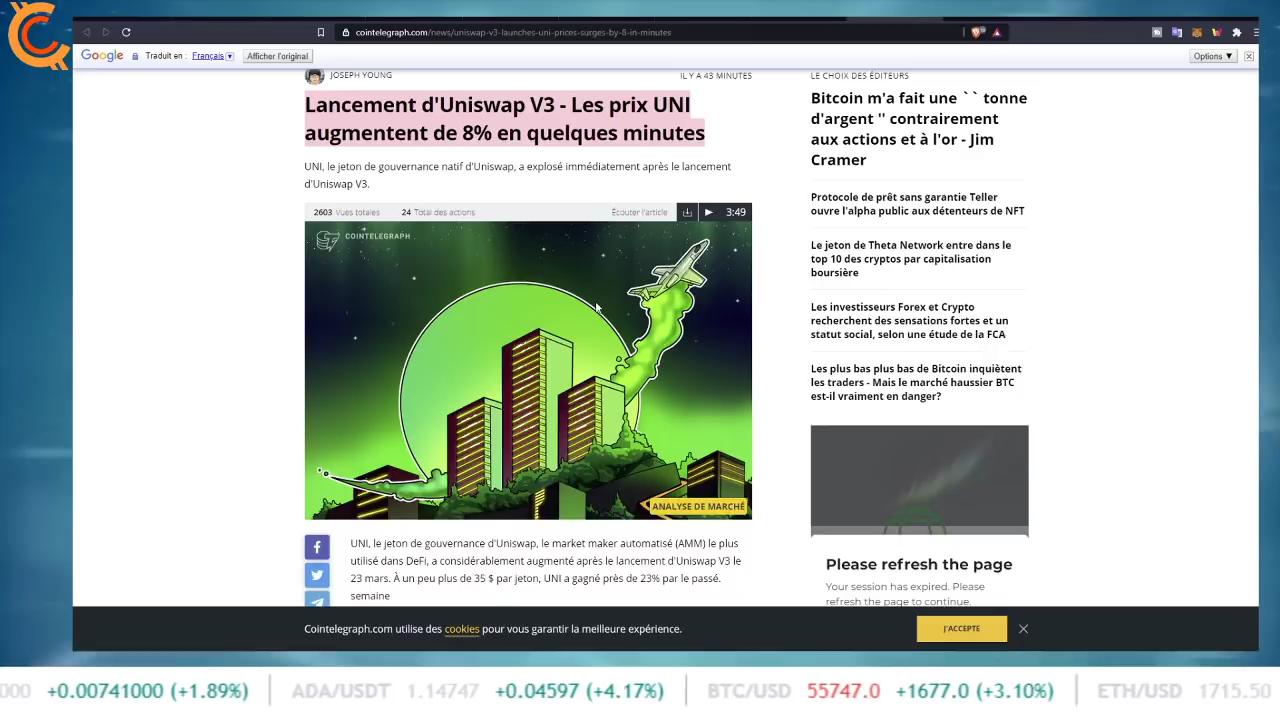 cointelegraph.com/news/uniswap-v3-launches-uni-prices-surges-by-8-in-minutes
Google Traduit en : Français Afficher l'original Options ▼
JOSEPH YOUNG IL Y A 43 MINUTES
Lancement d'Uniswap V3 - Les prix UNI
augmentent de 8% en quelques minutes
UNI, le jeton de gouvernance natif d'Uniswap, a explosé immédiatement après le lancement
d'Uniswap V3.
2603 Vues totales 24 Total des actions Écouter l'article 3:49
COINTELEGRAPH
ANALYSE DE MARCHÉ
UNI, le jeton de gouvernance d'Uniswap, le market maker automatisé (AMM) le plus
utilisé dans DeFi, a considérablement augmenté après le lancement d'Uniswap V3 le
23 mars. À un peu plus de 35 $ par jeton, UNI a gagné près de 23% par le passé.
semaine
LE CHOIX DES ÉDITEURS
Bitcoin m'a fait une `` tonne
d'argent '' contrairement
aux actions et à l'or - Jim
Cramer
Protocole de prêt sans garantie Teller
ouvre l'alpha public aux détenteurs de NFT
Le jeton de Theta Network entre dans le
top 10 des cryptos par capitalisation
boursière
Les investisseurs Forex et Crypto
recherchent des sensations fortes et un
statut social, selon une étude de la FCA
Les plus bas plus bas de Bitcoin inquiètent
les traders - Mais le marché haussier BTC
est-il vraiment en danger?
Please refresh the page
Your session has expired. Please
refresh the page to continue.
Cointelegraph.com utilise des cookies pour vous garantir la meilleure expérience. J'ACCEPTE
000 +0.00741000 (+1.89%) ADA/USDT 1.14747 +0.04597 (+4.17%) BTC/USD 55747.0 +1677.0 (+3.10%) ETH/USD 1715.50